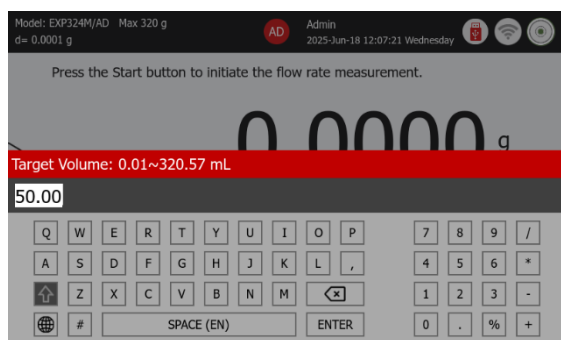 Model: EXP324M/AD Max 320 g
d= 0.0001 g
AD
Admin
2025-Jun-18 12:07:21 Wednesday
Press the Start button to initiate the flow rate measurement.
0.0000 g
Target Volume: 0.01~320.57 mL
50.00
Q W E R T Y U I O P 7 8 9 /
A S D F G H J K L , 4 5 6 *
Z X C V B N M 1 2 3 -
# SPACE (EN) ENTER 0 . % +